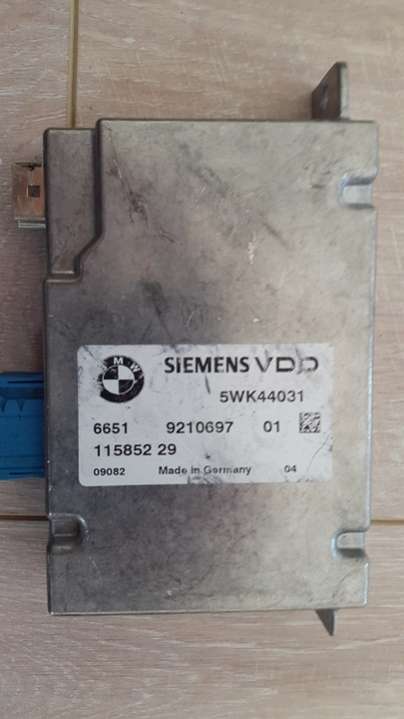 BMW
SIEMENS VDO
5WK44031
6651 9210697 01
115852 29
09082 Made in Germany 04